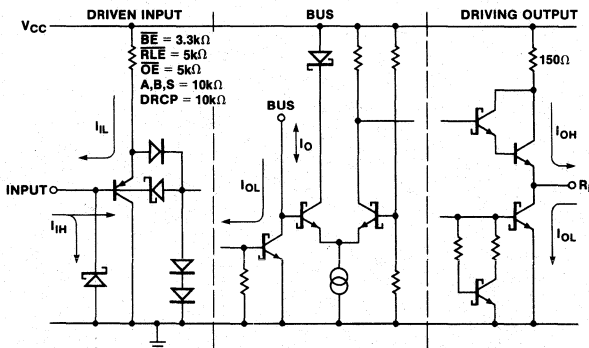 DRIVEN INPUT
BUS
DRIVING OUTPUT
VCC
BE = 3.3kΩ
RLE = 5kΩ
OE = 5kΩ
A,B,S = 10kΩ
DRCP = 10kΩ
150Ω
BUS
IO
IOH
IIL
INPUT
IOL
R
IIH
IOL